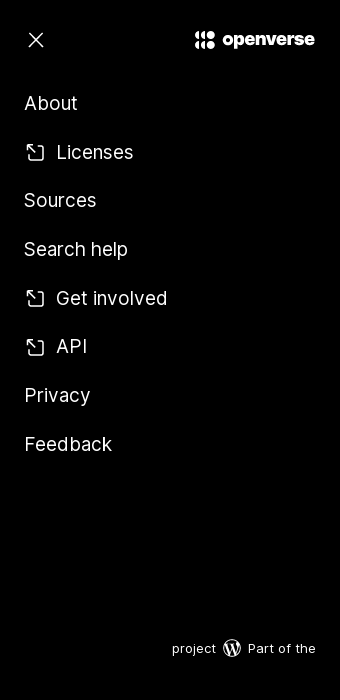 openverse
About
Licenses
Sources
Search help
Get involved
API
Privacy
Feedback
project Part of the